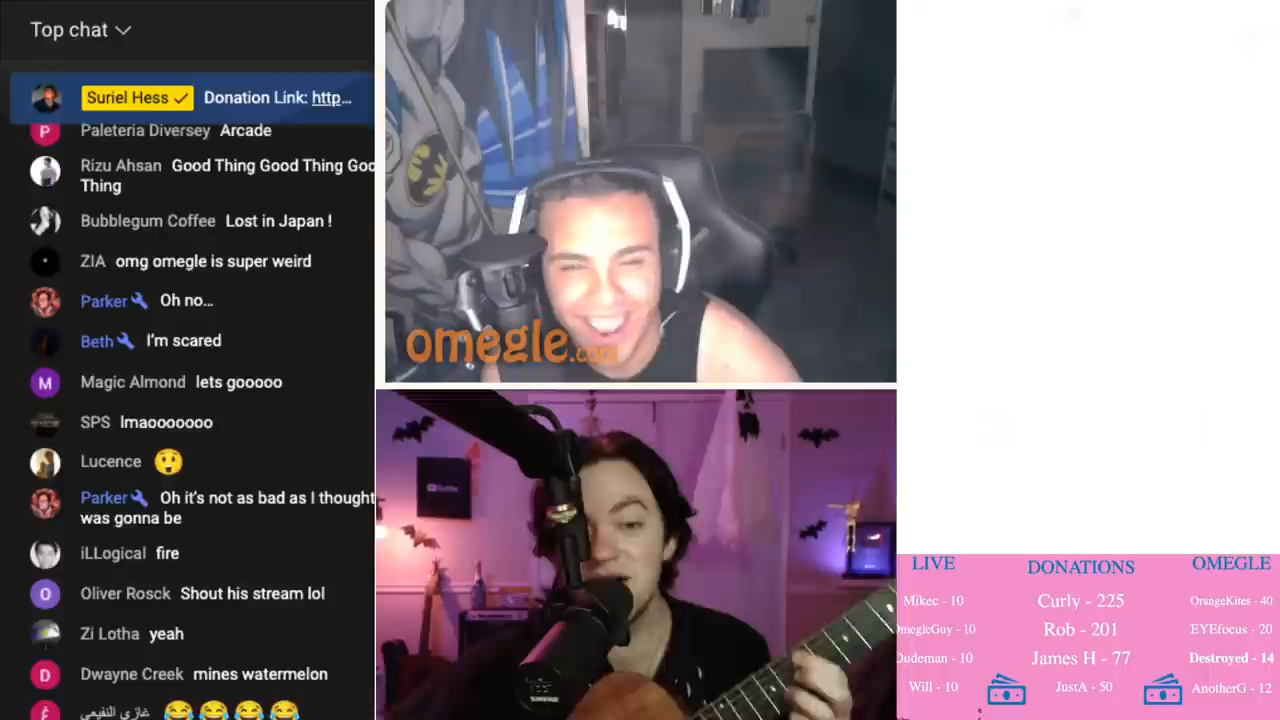 Top chat
Suriel Hess Donation Link: http...
Paleteria Diversey Arcade
Rizu Ahsan Good Thing Good Thing Goo
Thing
Bubblegum Coffee Lost in Japan !
ZIA omg omegle is super weird
Parker Oh no...
Beth I'm scared
M Magic Almond lets gooooo
SPS lmaooooooo
Lucence 😲
Parker Oh it's not as bad as I thought
was gonna be
iLLogical fire
O Oliver Rosck Shout his stream lol
Zi Lotha yeah
D Dwayne Creek mines watermelon
غازي النفيعي 😂😂😂😂
omegle.com
LIVE
Mikec - 10
OmegleGuy - 10
Dudeman - 10
Will - 10
DONATIONS
Curly - 225
Rob - 201
James H - 77
JustA - 50
OMEGLE
OrangeKites - 40
EYEfocus - 20
Destroyed - 14
AnotherG - 12